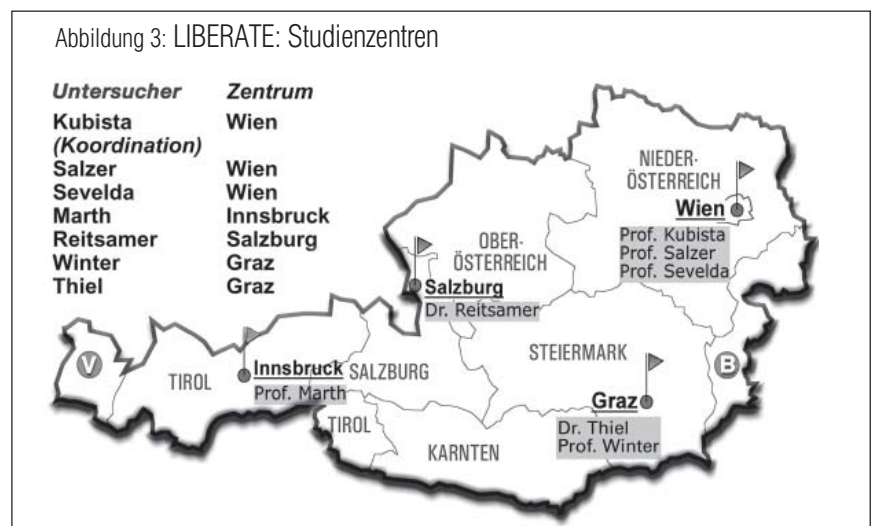 Abbildung 3: LIBERATE: Studienzentren
Untersucher Zentrum
Kubista Wien
(Koordination)
Salzer Wien
Sevelda Wien
Marth Innsbruck
Reitsamer Salzburg
Winter Graz
Thiel Graz
NIEDER-
ÖSTERREICH
Wien
Prof. Kubista
Prof. Salzer
Prof. Sevelda
OBER-
ÖSTERREICH
Salzburg
Dr. Reitsamer
V
TIROL
Innsbruck
Prof. Marth
SALZBURG
STEIERMARK
B
Graz
Dr. Thiel
Prof. Winter
TIROL
KARNTEN